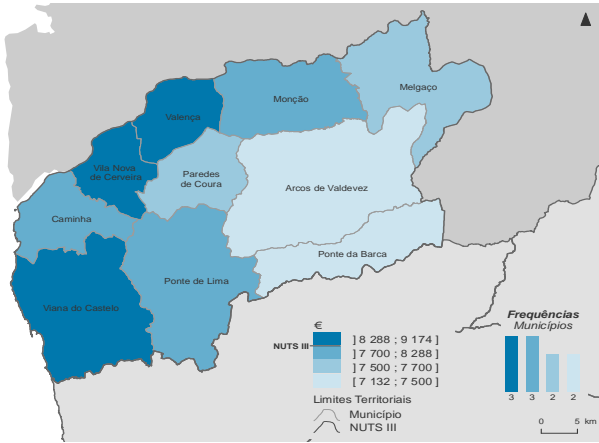 Melgaço
Monção
Valença
Vila Nova
de Cerveira
Paredes
de Coura
Arcos de Valdevez
Caminha
Ponte da Barca
Ponte de Lima
Viana do Castelo
€
NUTS III
] 8 288 ; 9 174 ]
] 7 700 ; 8 288 ]
] 7 500 ; 7 700 ]
[ 7 132 ; 7 500 ]
Limites Territoriais
Município
NUTS III
Frequências
Municípios
3 3 2 2
0 5 km